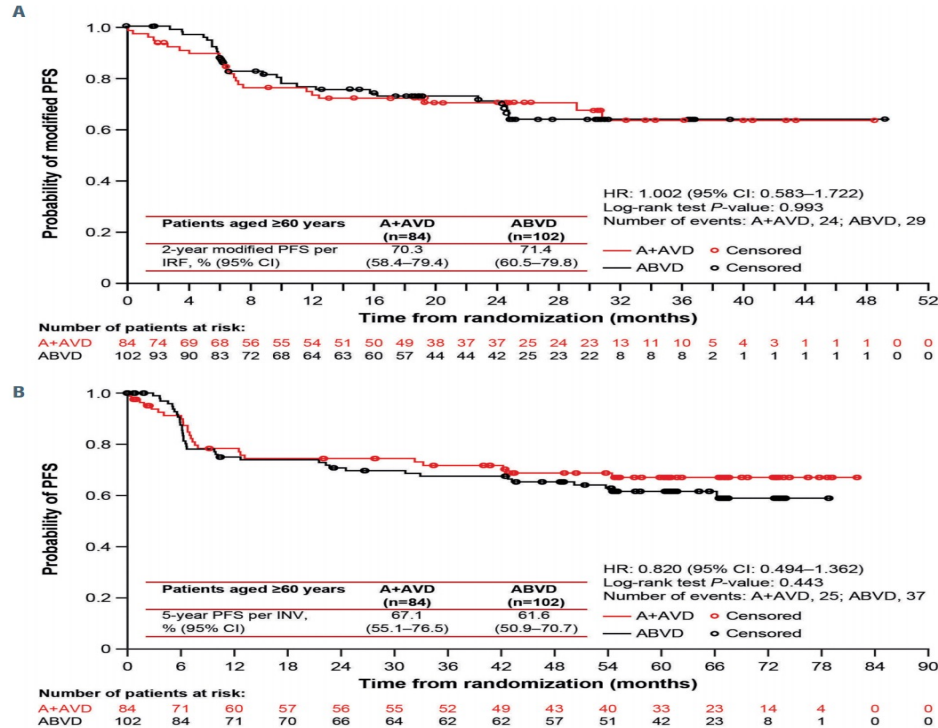 A
Probability of modified PFS
1.0
0.8
0.6
0.4
0.2
0
HR: 1.002 (95% CI: 0.583–1.722)
Log-rank test P-value: 0.993
Number of events: A+AVD, 24; ABVD, 29
Patients aged ≥60 years A+AVD (n=84) ABVD (n=102)
2-year modified PFS per IRF, % (95% CI) 70.3 (58.4–79.4) 71.4 (60.5–79.8)
A+AVD Censored
ABVD Censored
0 4 8 12 16 20 24 28 32 36 40 44 48 52
Time from randomization (months)
Number of patients at risk:
A+AVD 84 74 69 68 56 55 54 51 50 49 38 37 37 25 24 23 13 11 10 5 4 3 1 1 1 0 0
ABVD 102 93 90 83 72 68 64 63 60 57 44 44 42 25 23 22 8 8 8 2 1 1 1 1 1 0 0
B
Probability of PFS
1.0
0.8
0.6
0.4
0.2
0
HR: 0.820 (95% CI: 0.494–1.362)
Log-rank test P-value: 0.443
Number of events: A+AVD, 25; ABVD, 37
Patients aged ≥60 years A+AVD (n=84) ABVD (n=102)
5-year PFS per INV, % (95% CI) 67.1 (55.1–76.5) 61.6 (50.9–70.7)
A+AVD Censored
ABVD Censored
0 6 12 18 24 30 36 42 48 54 60 66 72 78 84 90
Time from randomization (months)
Number of patients at risk:
A+AVD 84 71 60 57 56 55 52 49 43 40 33 23 14 4 0 0
ABVD 102 84 71 70 66 64 62 62 57 51 42 23 8 1 0 0